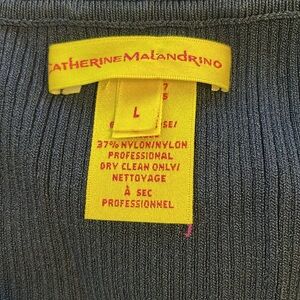 CATHERINE MALANDRINO
L
37% NYLON/NYLON
PROFESSIONAL
DRY CLEAN ONLY/
NETTOYAGE
À SEC
PROFESSIONNEL